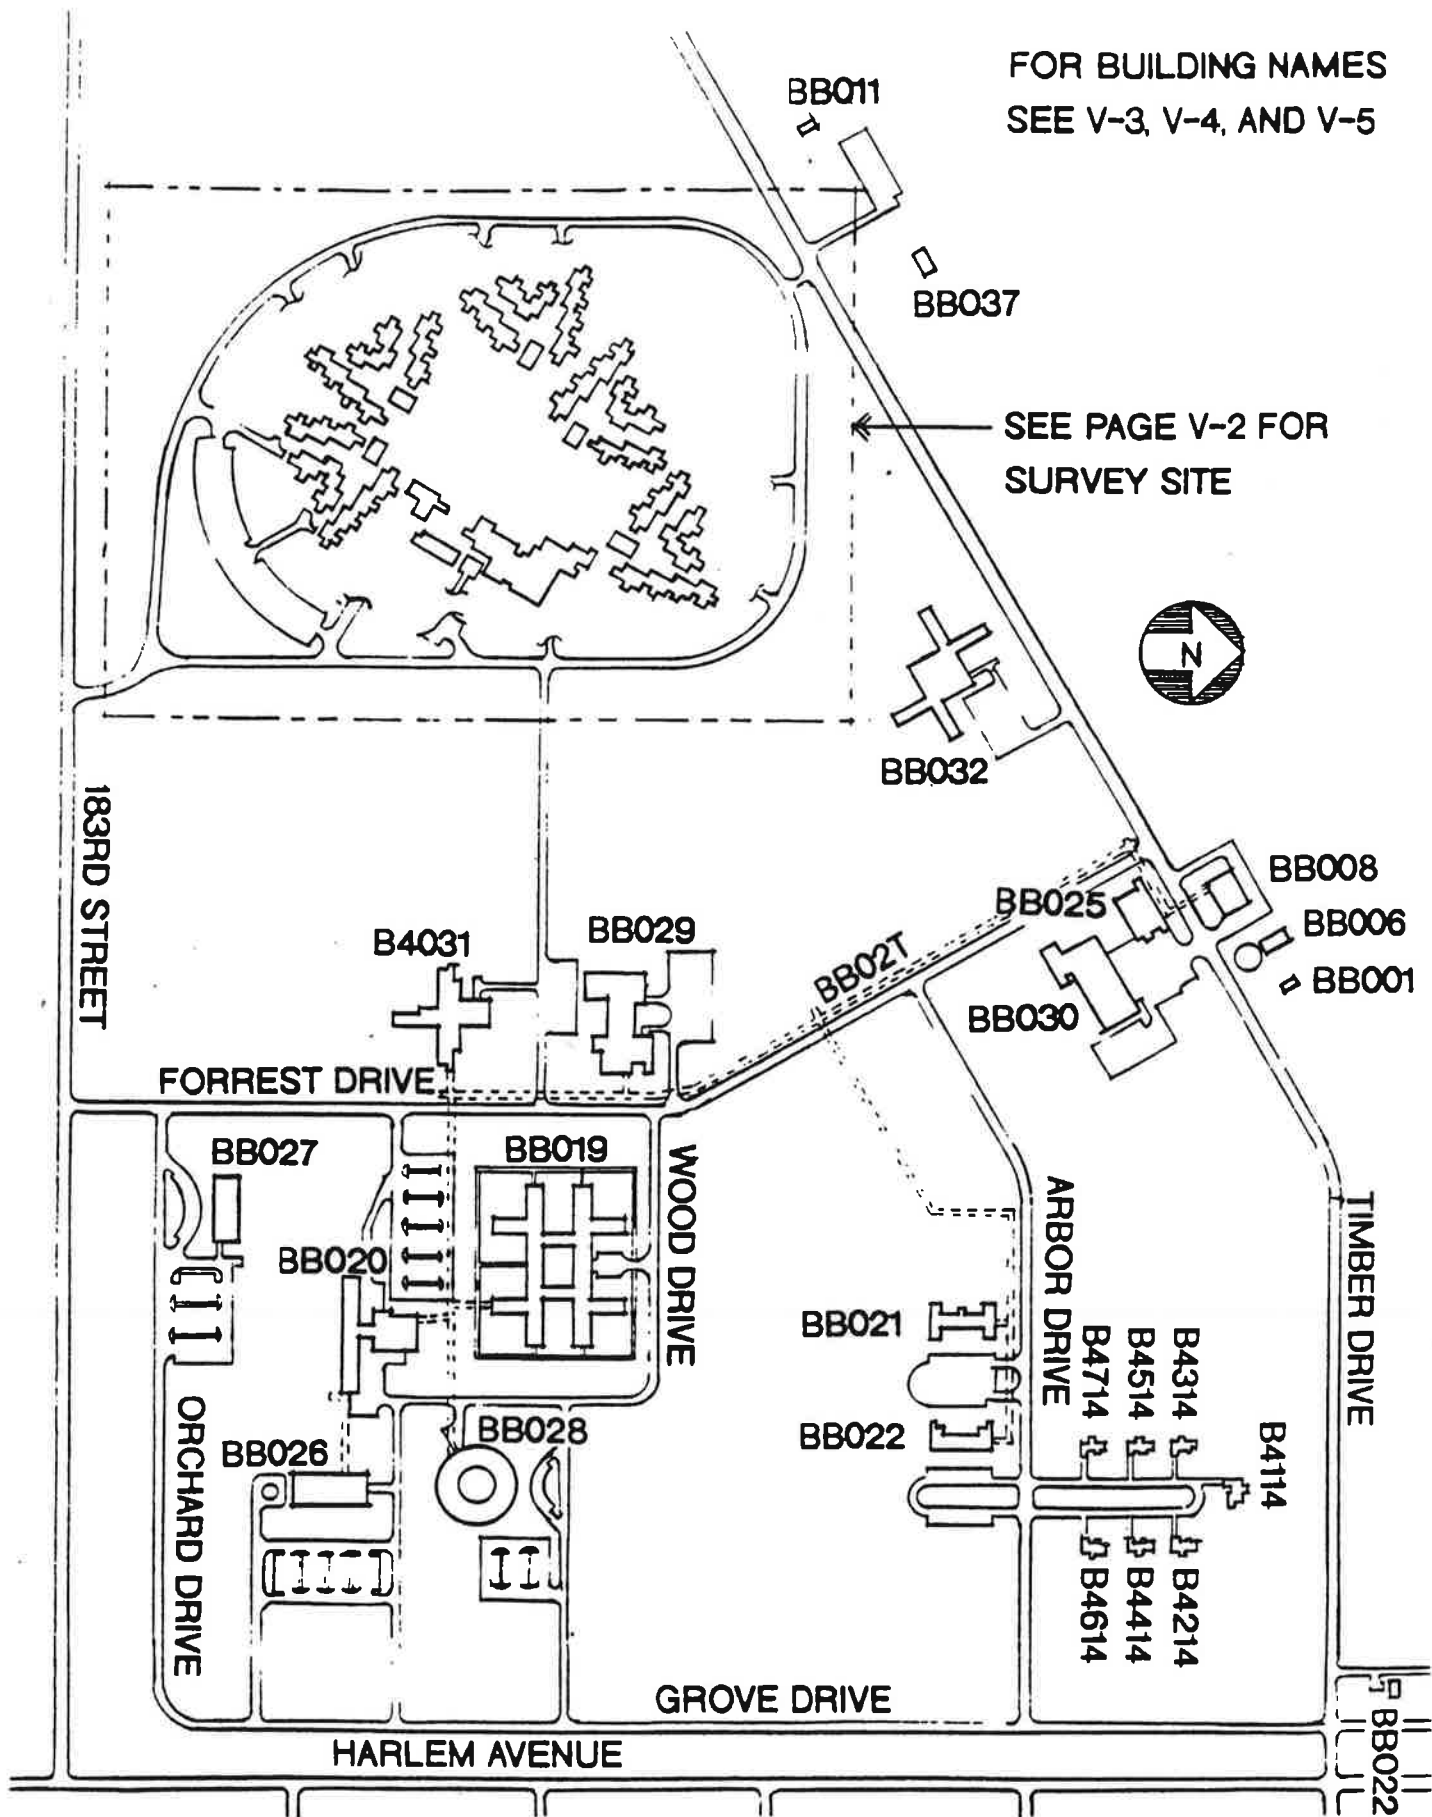 FOR BUILDING NAMES
SEE V-3, V-4, AND V-5
BB011
BB037
SEE PAGE V-2 FOR
SURVEY SITE
N
BB032
183RD STREET
BB008
BB025
BB006
BB001
B4031
BB029
BB02T
BB030
FORREST DRIVE
BB027
BB019
WOOD DRIVE
ARBOR DRIVE
TIMBER DRIVE
BB020
BB021
B4714
B4514
B4314
BB022
B4114
ORCHARD DRIVE
BB026
BB028
B4614
B4414
B4214
GROVE DRIVE
HARLEM AVENUE
BB022